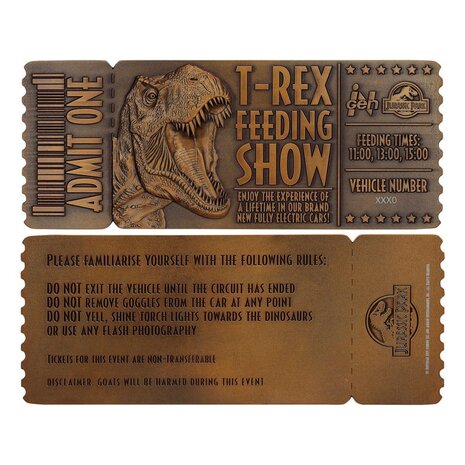 ADMIT ONE
T-REX
FEEDING
SHOW
ENJOY THE EXPERIENCE OF
A LIFETIME IN OUR BRAND
NEW FULLY ELECTRIC CARS!
geh
JURASSIC PARK
FEEDING TIMES:
11:00, 13:00, 15:00
VEHICLE NUMBER
XXX0
PLEASE FAMILIARISE YOURSELF WITH THE FOLLOWING RULES:
DO NOT EXIT THE VEHICLE UNTIL THE CIRCUIT HAS ENDED
DO NOT REMOVE GOGGLES FROM THE CAR AT ANY POINT
DO NOT YELL, SHINE TORCH LIGHTS TOWARDS THE DINOSAURS
OR USE ANY FLASH PHOTOGRAPHY
TICKETS FOR THIS EVENT ARE NON-TRANSFERABLE
DISCLAIMER: GOATS WILL BE HARMED DURING THIS EVENT
JURASSIC PARK